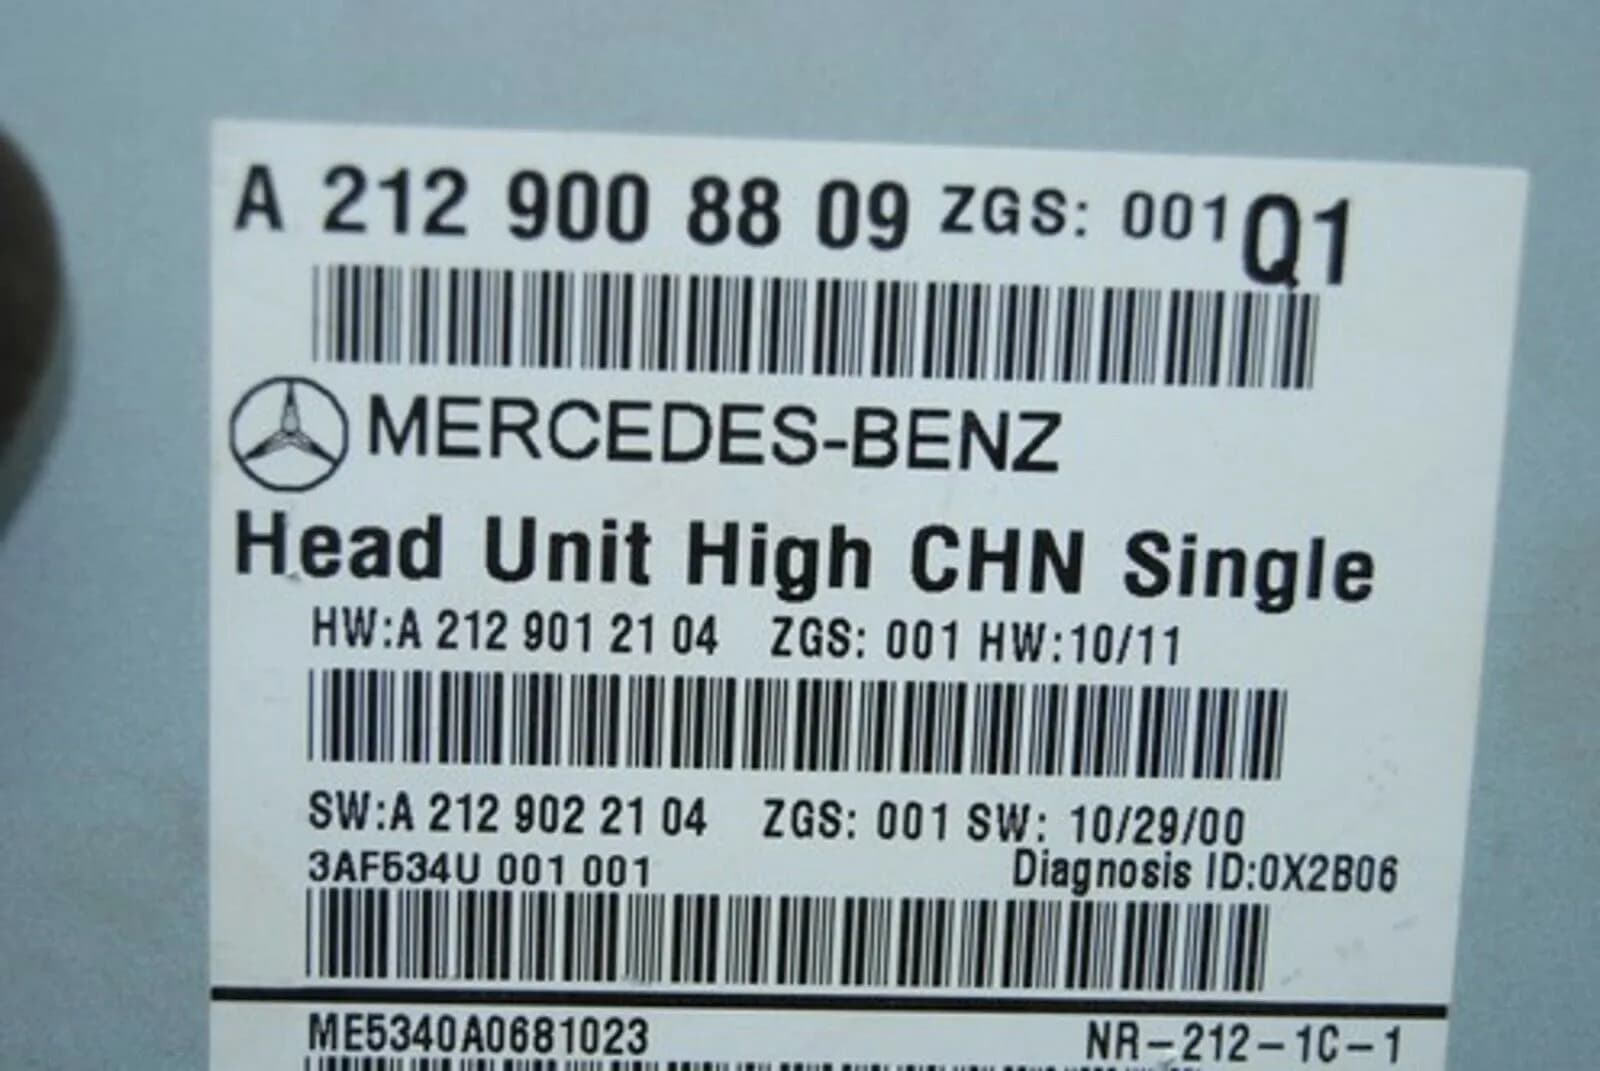 A 212 900 88 09 ZGS: 001 Q1
MERCEDES-BENZ
Head Unit High CHN Single
HW:A 212 901 21 04 ZGS: 001 HW:10/11
SW:A 212 902 21 04 ZGS: 001 SW: 10/29/00
3AF534U 001 001 Diagnosis ID:0X2B06
ME5340A0681023 NR-212-1C-1